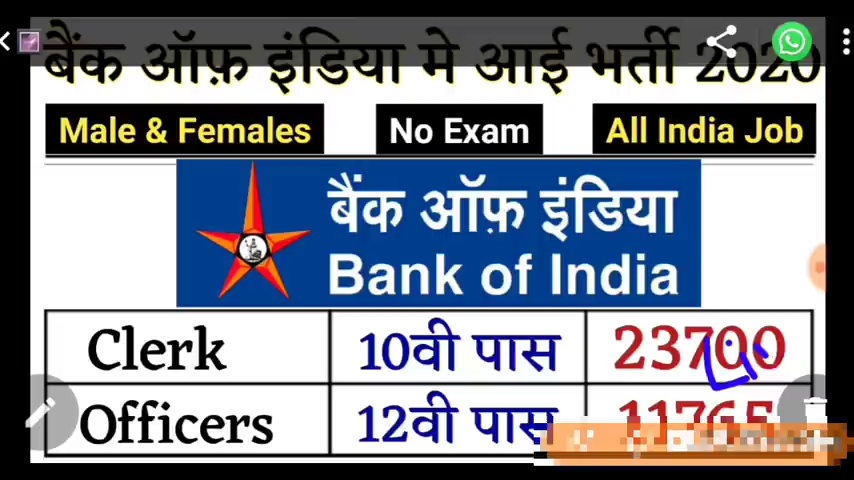 बैंक ऑफ़ इंडिया मे आई भर्ती 2020
Male & Females No Exam All India Job
बैंक ऑफ़ इंडिया
Bank of India
Clerk 10वी पास 23700
Officers 12वी पास 11765